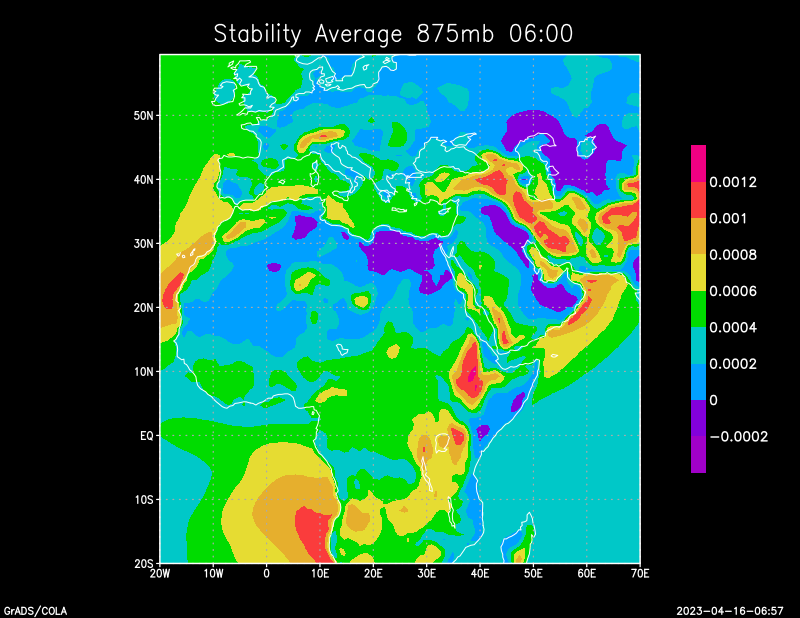 Stability Average 875mb 06:00
50N
40N
30N
20N
10N
EQ
10S
20S
20W 10W 0 10E 20E 30E 40E 50E 60E 70E
0.0012
0.001
0.0008
0.0006
0.0004
0.0002
0
−0.0002
GrADS/COLA
2023-04-16-06:57